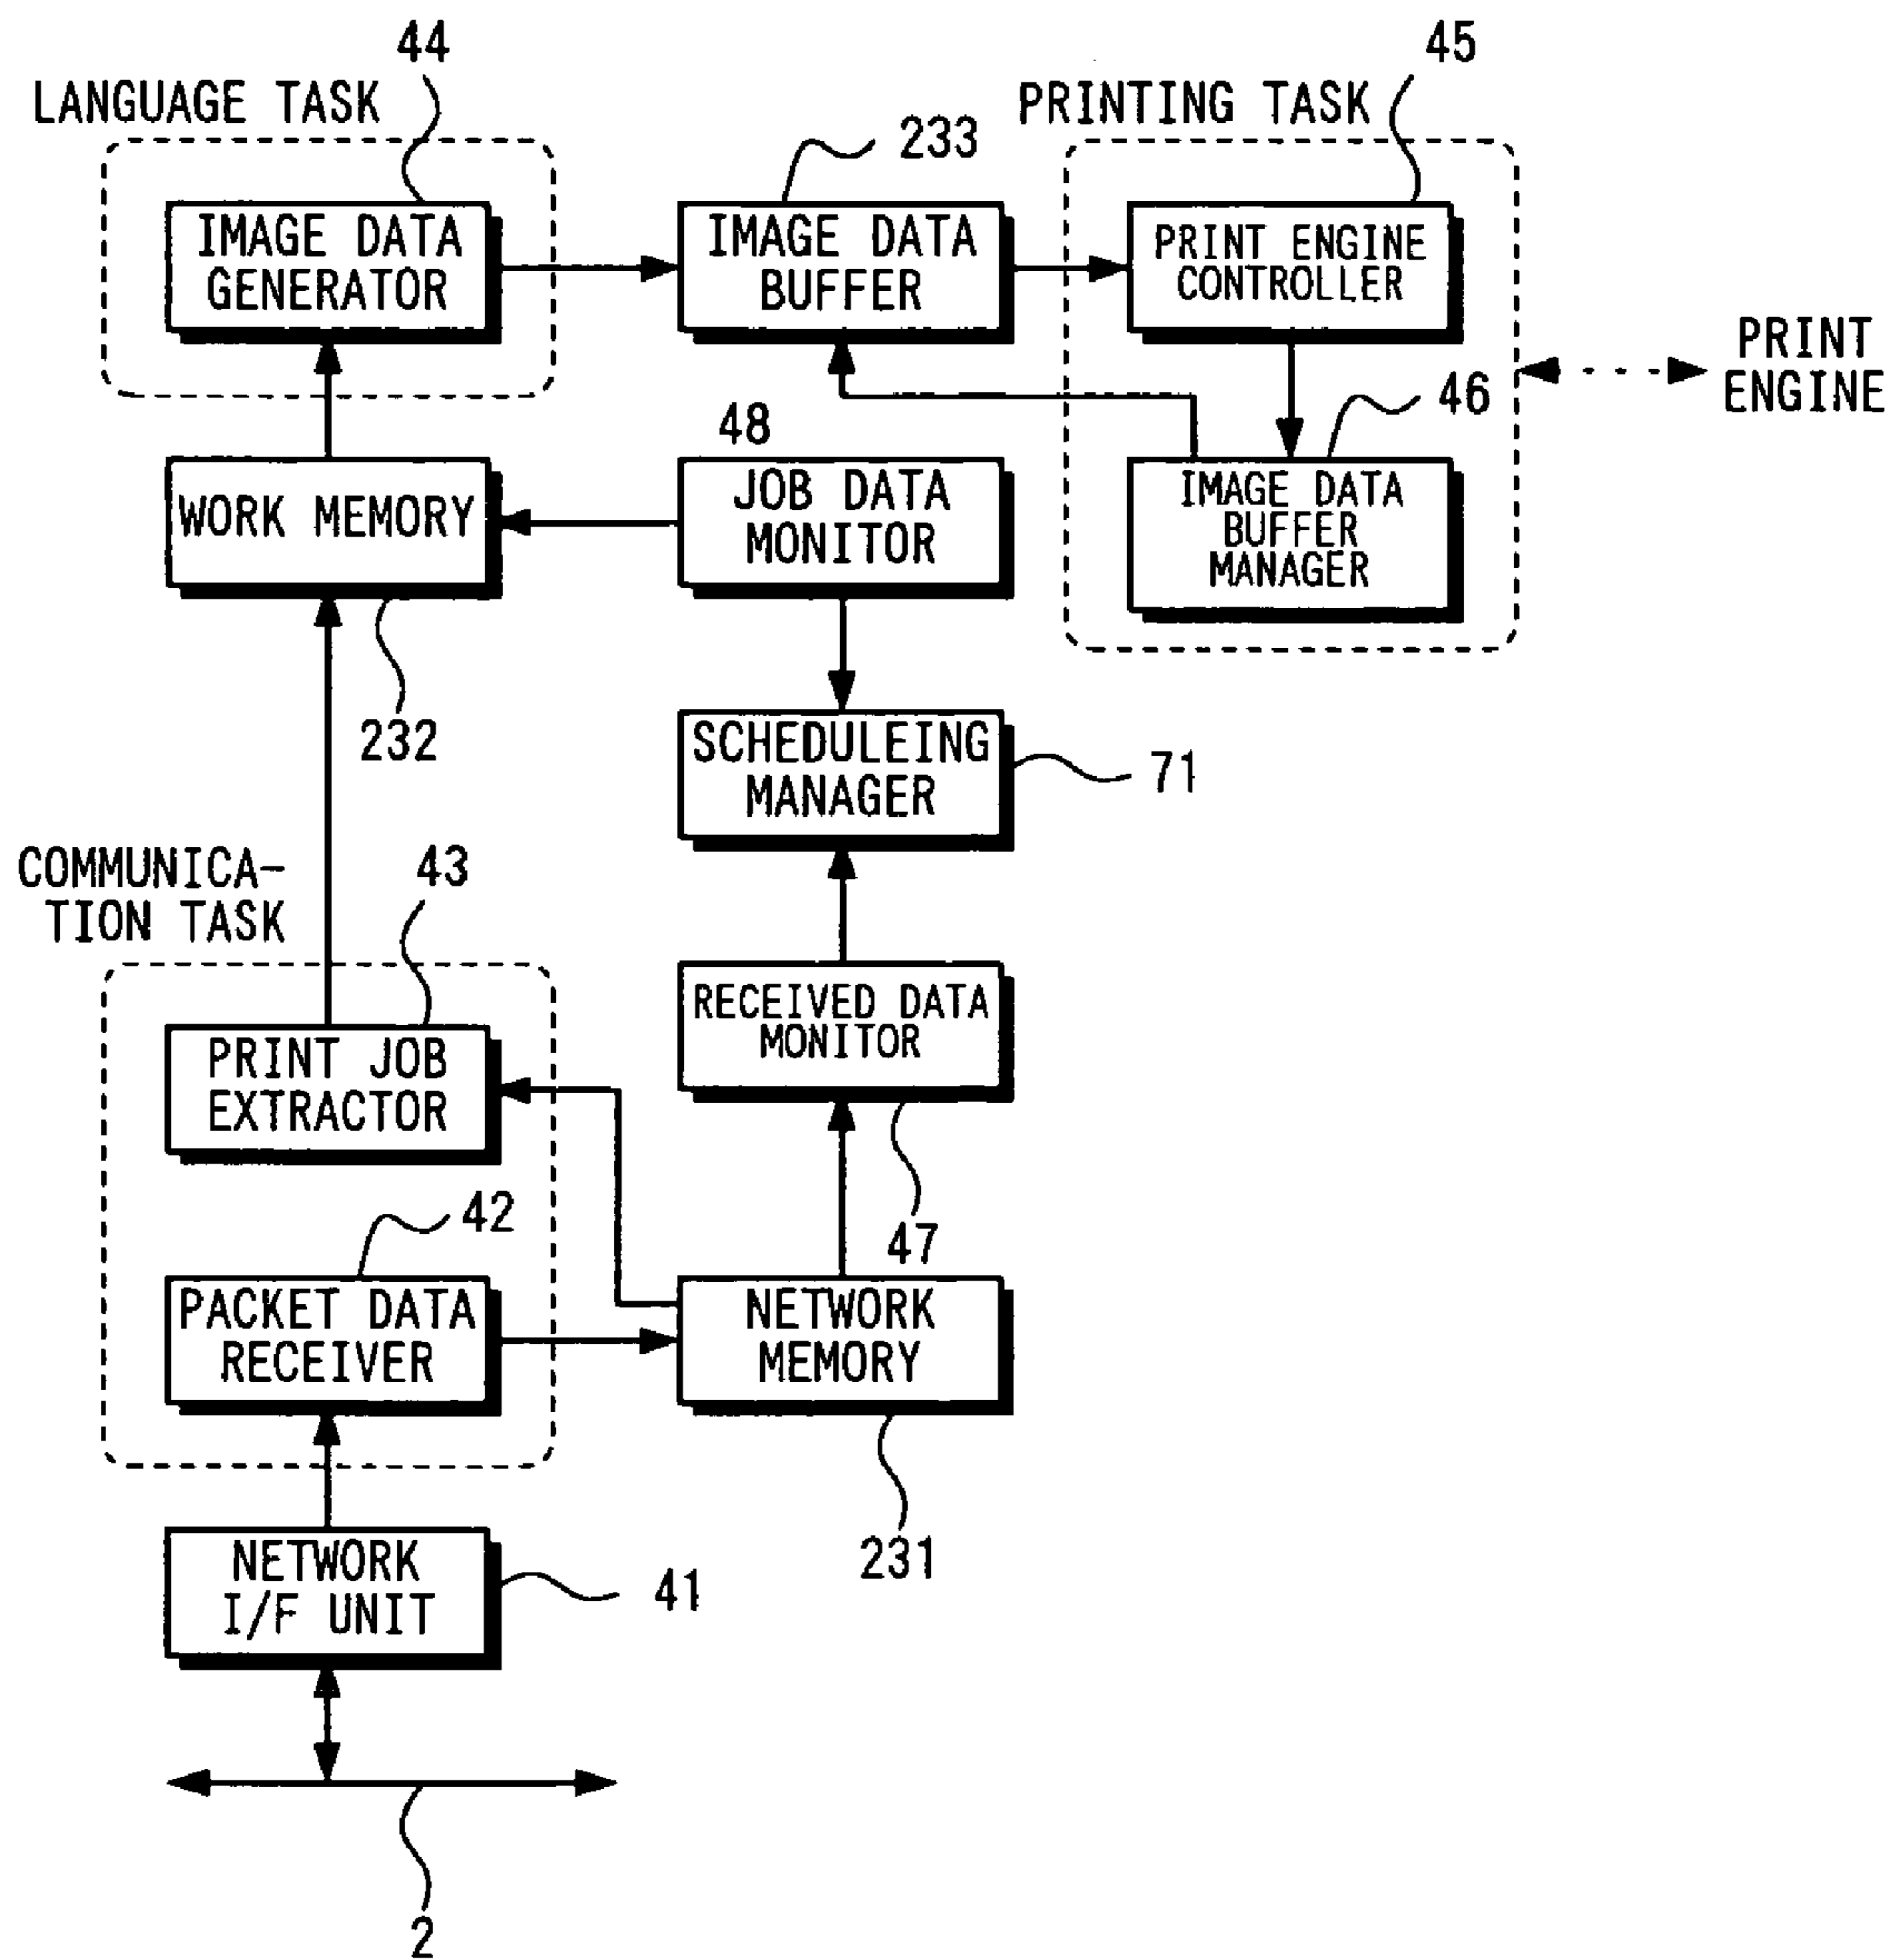 44
45
LANGUAGE TASK
PRINTING TASK
233
IMAGE DATA
GENERATOR
IMAGE DATA
BUFFER
PRINT ENGINE
CONTROLLER
PRINT
ENGINE
46
48
WORK MEMORY
JOB DATA
MONITOR
IMAGE DATA
BUFFER
MANAGER
232
SCHEDULEING
MANAGER
71
COMMUNICA-
TION TASK
43
RECEIVED DATA
MONITOR
PRINT JOB
EXTRACTOR
42
47
PACKET DATA
RECEIVER
NETWORK
MEMORY
231
NETWORK
I/F UNIT
41
2